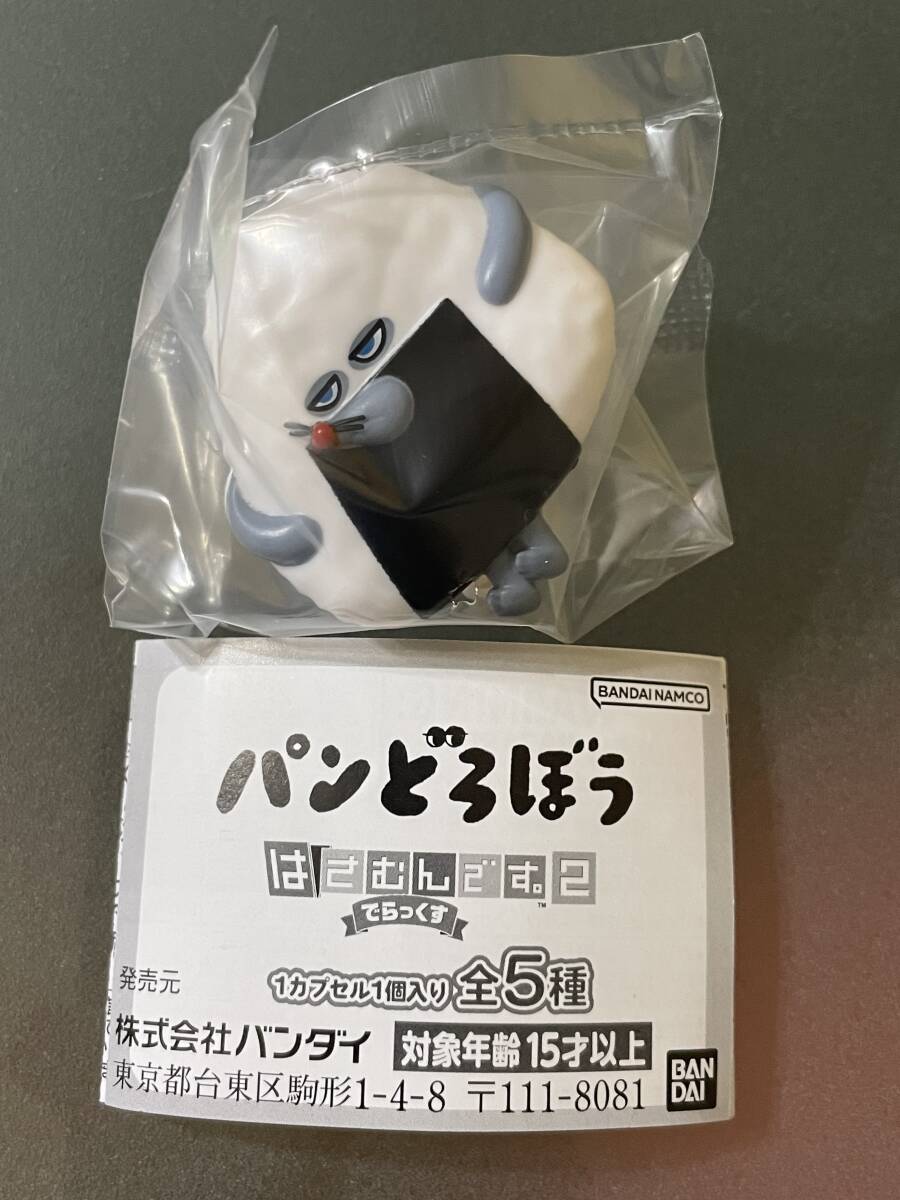 BANDAI NAMCO
パンどろぼう
はさむんです。2
™
でらっくす
1カプセル1個入り 全5種
発売元
株式会社バンダイ 対象年齢 15才以上
東京都台東区駒形1-4-8 〒111-8081
BAN
DAI